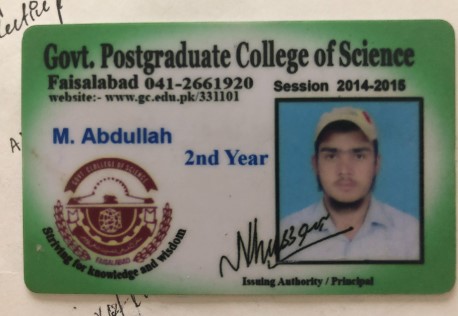 Govt. Postgraduate College of Science
Faisalabad 041-2661920
Session 2014-2015
website:- www.gc.edu.pk/331101
M. Abdullah
2nd Year
GOVT. COLLEGE OF SCIENCE
FAISALABAD
Striving for knowledge and wisdom
Issuing Authority / Principal